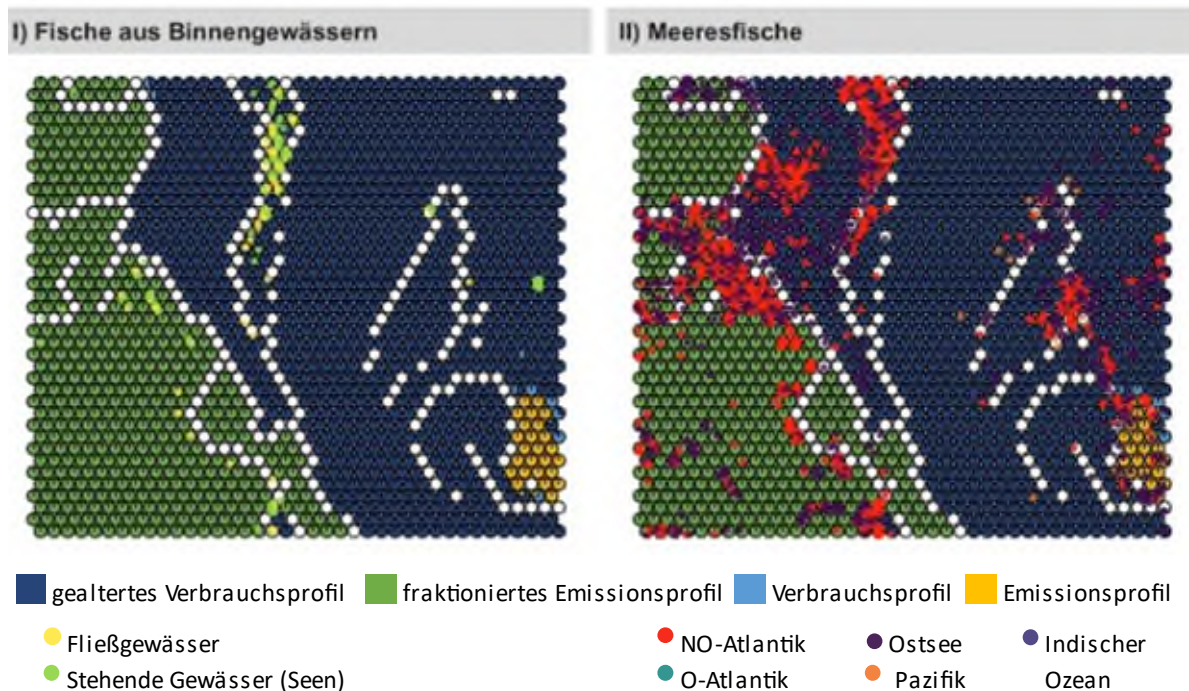 I) Fische aus Binnengewässern
II) Meeresfische
gealtertes Verbrauchsprofil
fraktioniertes Emissionsprofil
Verbrauchsprofil
Emissionsprofil
Fließgewässer
Stehende Gewässer (Seen)
NO-Atlantik
Ostsee
Indischer
O-Atlantik
Pazifik
Ozean